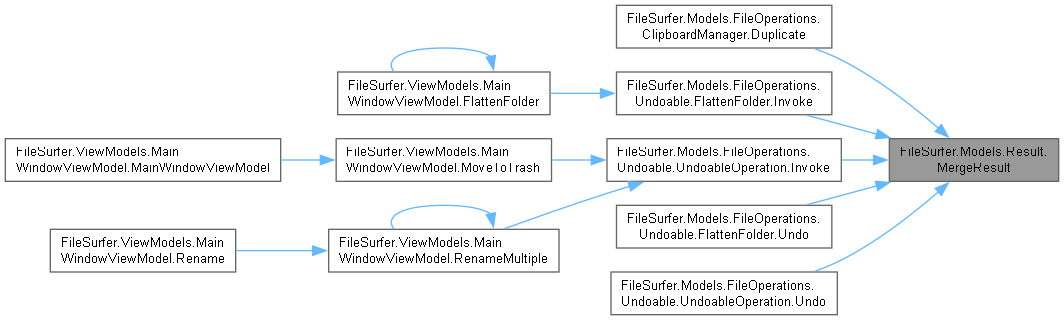 FileSurfer.Models.FileOperations.
ClipboardManager.Duplicate
FileSurfer.ViewModels.Main
WindowViewModel.FlattenFolder
FileSurfer.Models.FileOperations.
Undoable.FlattenFolder.Invoke
FileSurfer.ViewModels.Main
WindowViewModel.MainWindowViewModel
FileSurfer.ViewModels.Main
WindowViewModel.MoveToTrash
FileSurfer.Models.FileOperations.
Undoable.UndoableOperation.Invoke
FileSurfer.Models.Result.
MergeResult
FileSurfer.Models.FileOperations.
Undoable.FlattenFolder.Undo
FileSurfer.ViewModels.Main
WindowViewModel.Rename
FileSurfer.ViewModels.Main
WindowViewModel.RenameMultiple
FileSurfer.Models.FileOperations.
Undoable.UndoableOperation.Undo